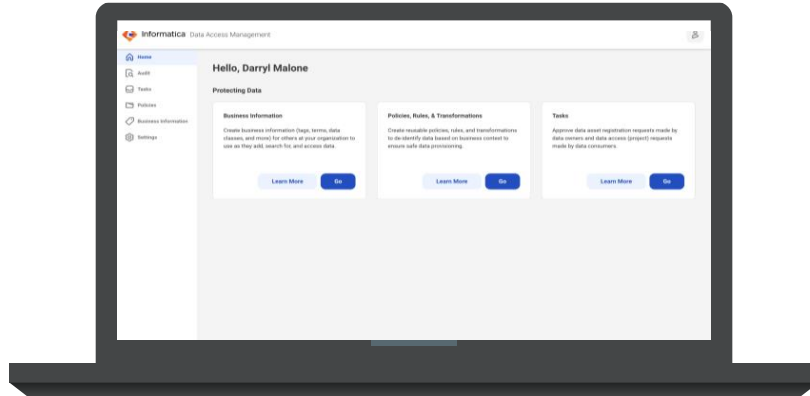 Informatica Data Access Management
Home
Audit
Tasks
Policies
Business Information
Settings
Hello, Darryl Malone
Protecting Data
Business Information
Create business information (tags, terms, data
classes, and more) for others at your organization to
use as they add, search for, and access data.
Learn More
Go
Policies, Rules, & Transformations
Create reusable policies, rules, and transformations
to de-identify data based on business context to
ensure safe data provisioning.
Learn More
Go
Tasks
Approve data asset registration requests made by
data owners and data access (project) requests
made by data consumers.
Learn More
Go